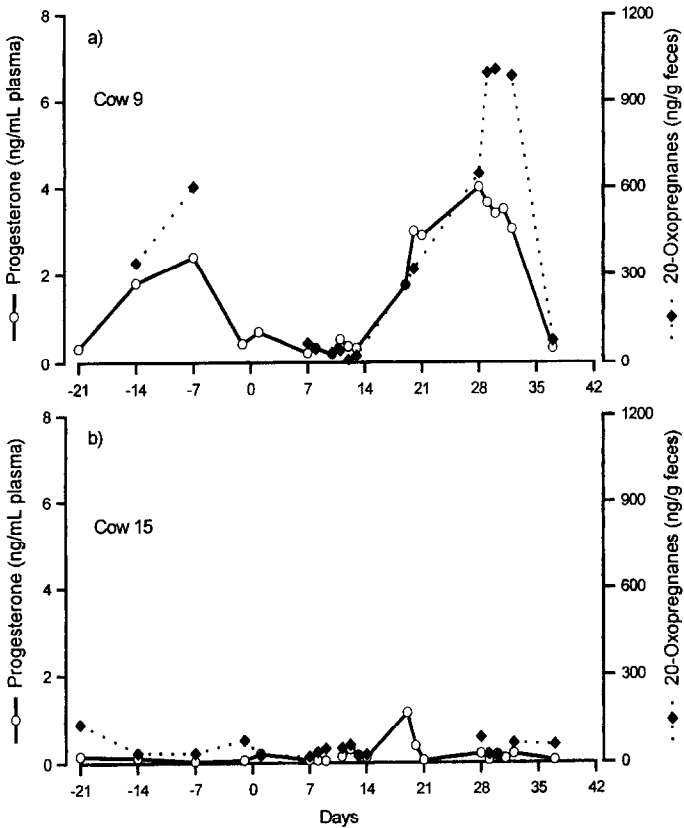 a)
Cow 9
Progesterone (ng/mL plasma)
8
6
4
2
0
1200
900
600
300
0
20-Oxopregnanes (ng/g feces)
-21 -14 -7 0 7 14 21 28 35 42
b)
Cow 15
Progesterone (ng/mL plasma)
8
6
4
2
0
1200
900
600
300
0
20-Oxopregnanes (ng/g feces)
-21 -14 -7 0 7 14 21 28 35 42
Days